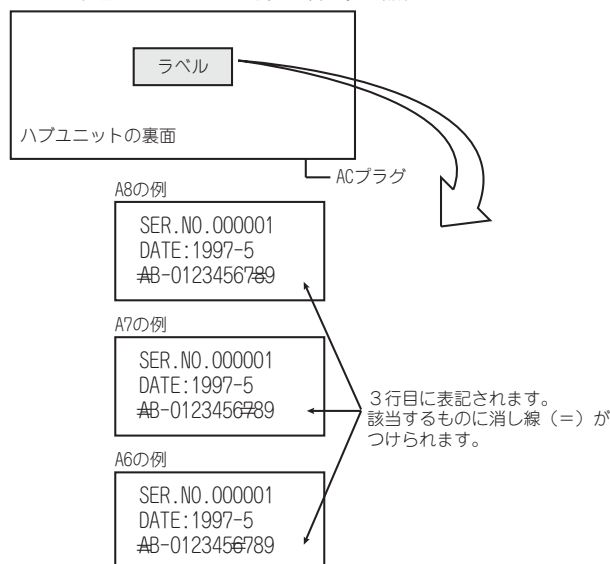 ラベル
ハブユニットの裏面
ACプラグ
A8の例
SER.NO.000001
DATE:1997-5
AB-0123456789
A7の例
SER.NO.000001
DATE:1997-5
AB-0123456789
3行目に表記されます。
該当するものに消し線（＝）が
つけられます。
A6の例
SER.NO.000001
DATE:1997-5
AB-0123456789